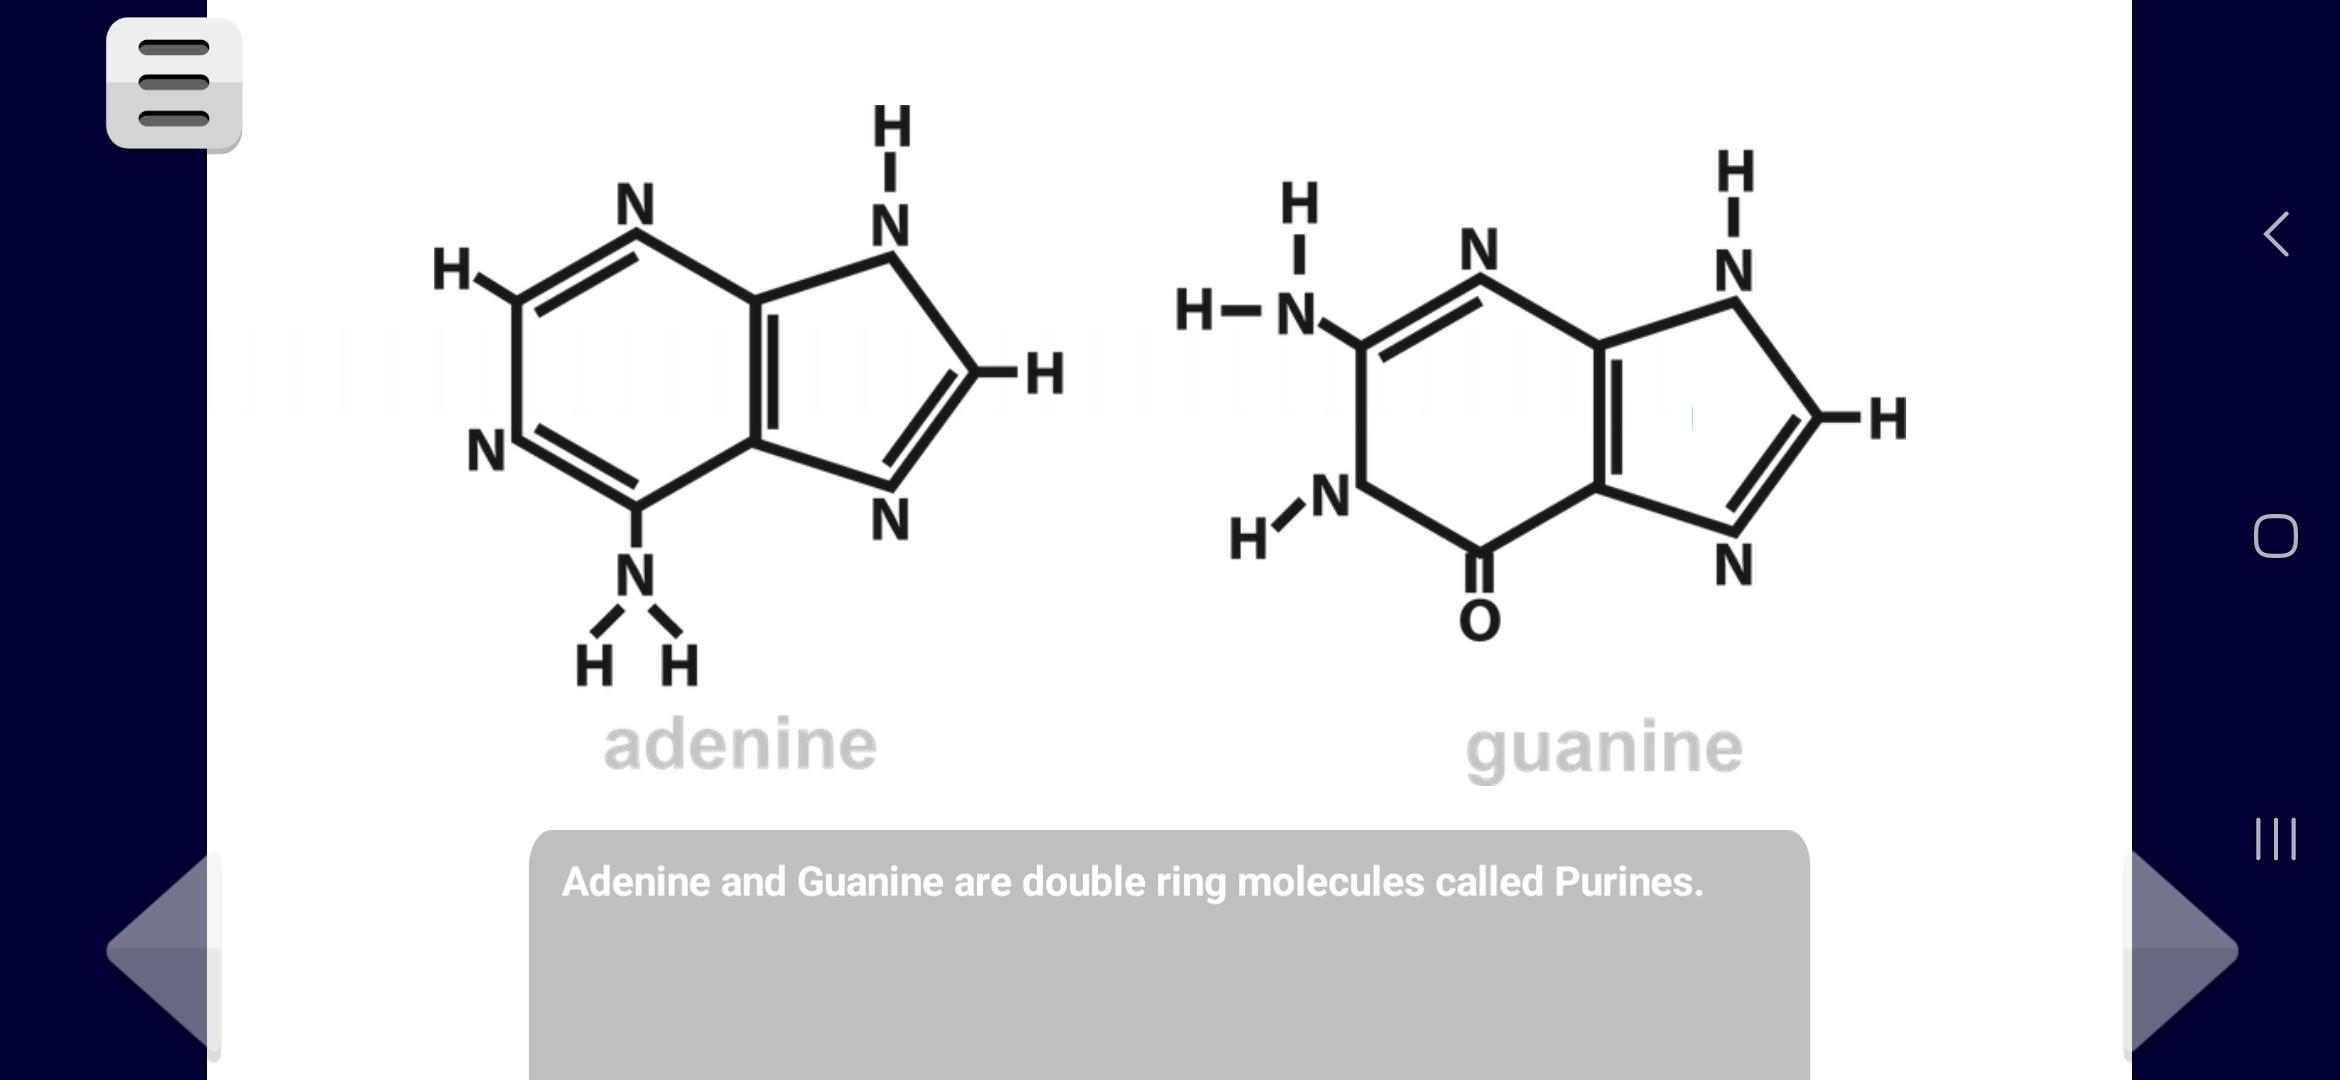 H
N
H
N
H
N
N
N
H H
adenine
H
H
N
H
N
H N
H
N
H
N
O
guanine
Adenine and Guanine are double ring molecules called Purines.